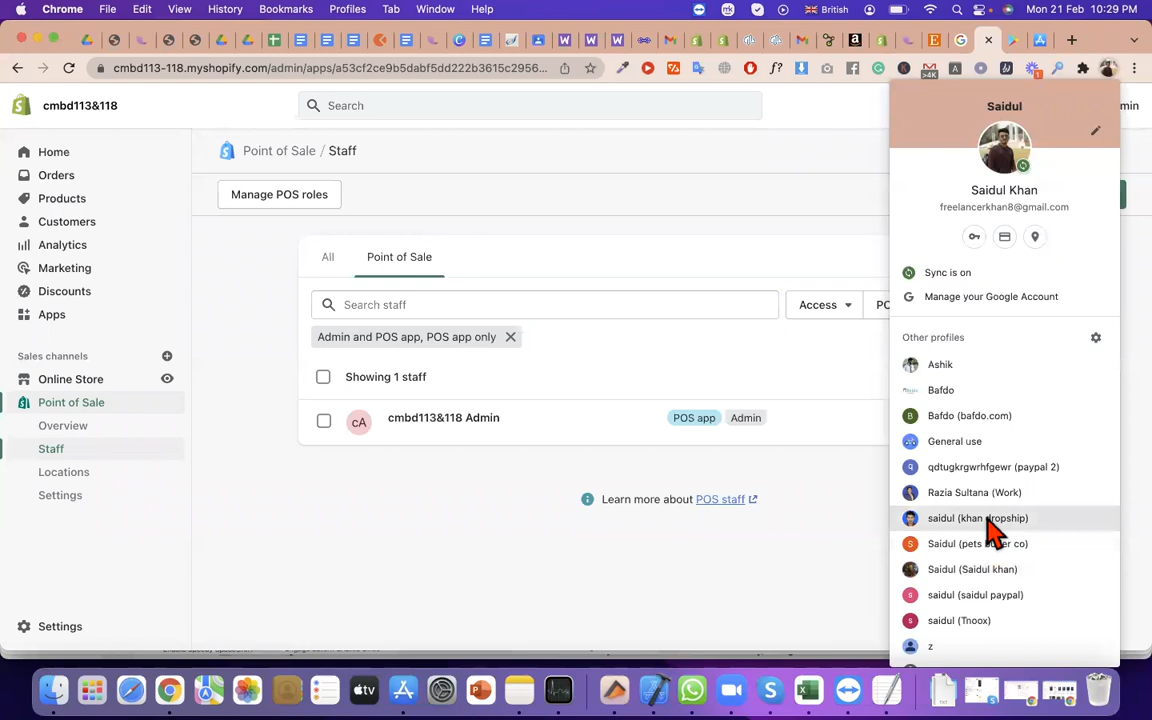 Chrome File Edit View History Bookmarks Profiles Tab Window Help British Mon 21 Feb 10:29 PM
cmbd113-118.myshopify.com/admin/apps/a53cf2ce9b5dabf5dd222b3615c2956...
cmbd113&118 Search
Saidul
Home
Orders
Products
Customers
Analytics
Marketing
Discounts
Apps
Sales channels
Online Store
Point of Sale
Overview
Staff
Locations
Settings
Settings
Point of Sale / Staff
Manage POS roles
All Point of Sale
Search staff Access
Admin and POS app, POS app only
Showing 1 staff
cA cmbd113&118 Admin POS app Admin
Learn more about POS staff
Saidul Khan
freelancerkhan8@gmail.com
Sync is on
Manage your Google Account
Other profiles
Ashik
Bafdo
Bafdo (bafdo.com)
General use
qdtugkgrwrhfgewr (paypal 2)
Razia Sultana (Work)
saidul (khan dropship)
Saidul (pets co)
Saidul (Saidul khan)
saidul (saidul paypal)
saidul (Tnoox)
z